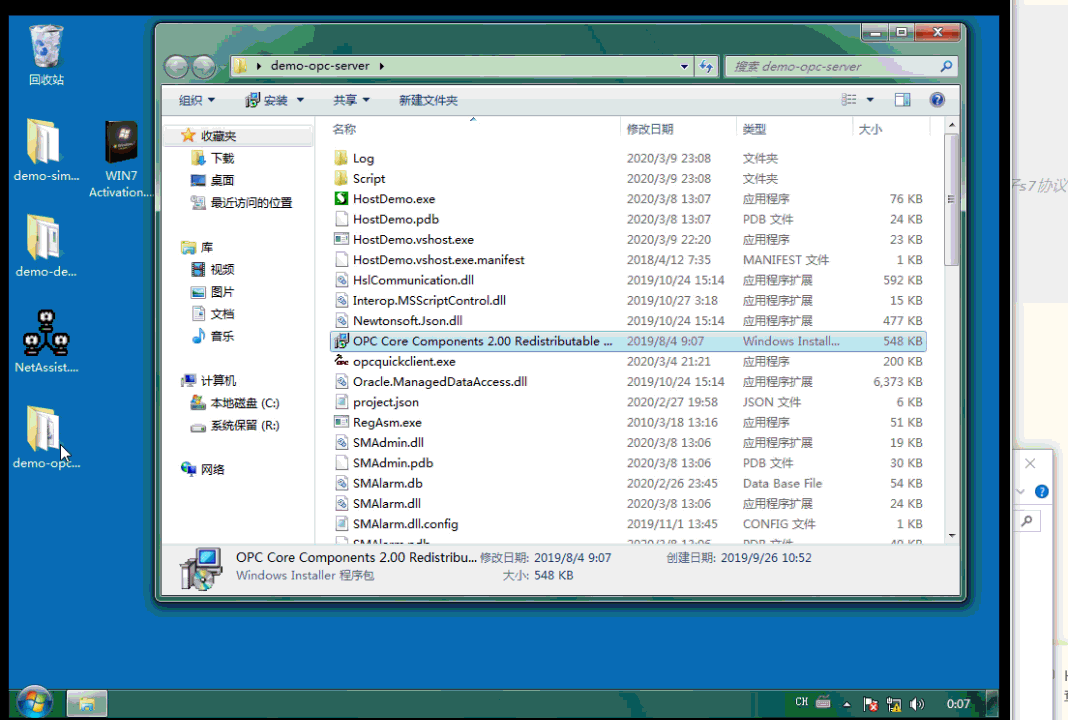 回收站
demo-sim...
WIN7
Activation...
demo-de...
NetAssist....
demo-opc...
demo-opc-server
搜索 demo-opc-server
组织 安装 共享 新建文件夹
收藏夹
下载
桌面
最近访问的位置
库
视频
图片
文档
音乐
计算机
本地磁盘 (C:)
系统保留 (R:)
网络
名称 修改日期 类型 大小
Log 2020/3/9 23:08 文件夹
Script 2020/3/9 23:08 文件夹
HostDemo.exe 2020/3/8 13:07 应用程序 76 KB
HostDemo.pdb 2020/3/8 13:07 PDB 文件 24 KB
HostDemo.vshost.exe 2020/3/9 22:20 应用程序 23 KB
HostDemo.vshost.exe.manifest 2018/4/12 7:35 MANIFEST 文件 1 KB
HslCommunication.dll 2019/10/24 15:14 应用程序扩展 592 KB
Interop.MSScriptControl.dll 2019/10/27 3:18 应用程序扩展 15 KB
Newtonsoft.Json.dll 2019/10/24 15:14 应用程序扩展 477 KB
OPC Core Components 2.00 Redistributable ... 2019/8/4 9:07 Windows Install... 548 KB
opcquickclient.exe 2020/3/4 21:21 应用程序 200 KB
Oracle.ManagedDataAccess.dll 2019/10/24 15:14 应用程序扩展 6,373 KB
project.json 2020/2/27 19:58 JSON 文件 6 KB
RegAsm.exe 2010/3/18 13:16 应用程序 51 KB
SMAdmin.dll 2020/3/8 13:06 应用程序扩展 19 KB
SMAdmin.pdb 2020/3/8 13:06 PDB 文件 30 KB
SMAlarm.db 2020/2/26 23:45 Data Base File 54 KB
SMAlarm.dll 2020/3/8 13:06 应用程序扩展 24 KB
SMAlarm.dll.config 2019/11/1 13:45 CONFIG 文件 1 KB
OPC Core Components 2.00 Redistribu... 修改日期: 2019/8/4 9:07 创建日期: 2019/9/26 10:52
Windows Installer 程序包 大小: 548 KB
s7协议
CH 0:07